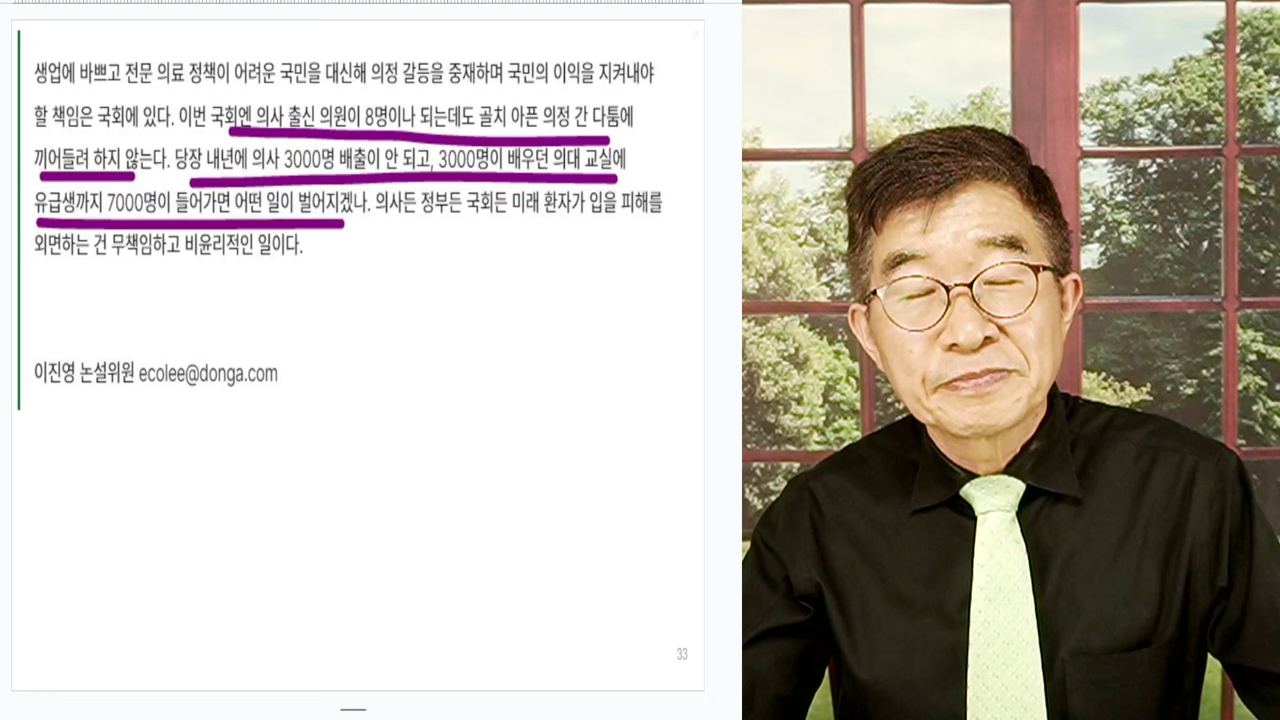 생업에 바쁘고 전문 의료 정책이 어려운 국민을 대신해 의정 갈등을 중재하며 국민의 이익을 지켜내야
할 책임은 국회에 있다. 이번 국회엔 의사 출신 의원이 8명이나 되는데도 골치 아픈 의정 간 다툼에
끼어들려 하지 않는다. 당장 내년에 의사 3000명 배출이 안 되고, 3000명이 배우던 의대 교실에
유급생까지 7000명이 들어가면 어떤 일이 벌어지겠나. 의사든 정부든 국회든 미래 환자가 입을 피해를
외면하는 건 무책임하고 비윤리적인 일이다.
이진영 논설위원 ecolee@donga.com
33